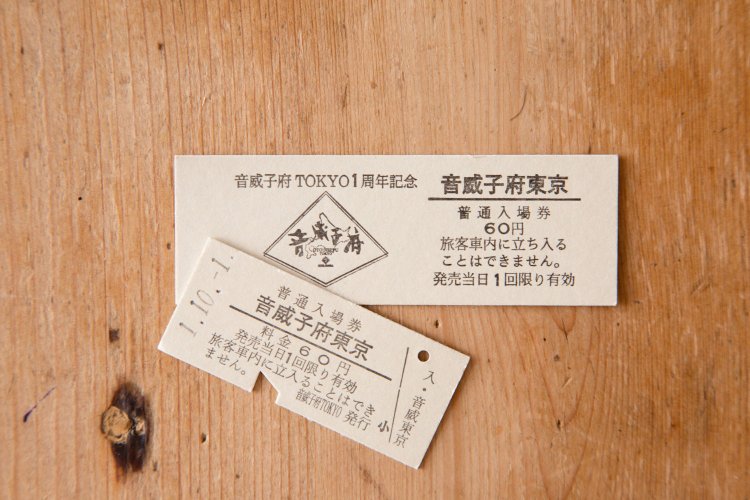 音威子府 TOKYO1周年記念
音威子府
音威子府東京
普通入場券
60円
旅客車内に立ち入る
ことはできません。
発売当日1回限り有効
1.10.-1.
普通入場券
音威子府東京
料金60円
発売当日1回限り有効
旅客車内に立入ることはでき
ません。
音威子府TOKYO 発行
小
入・音威東京